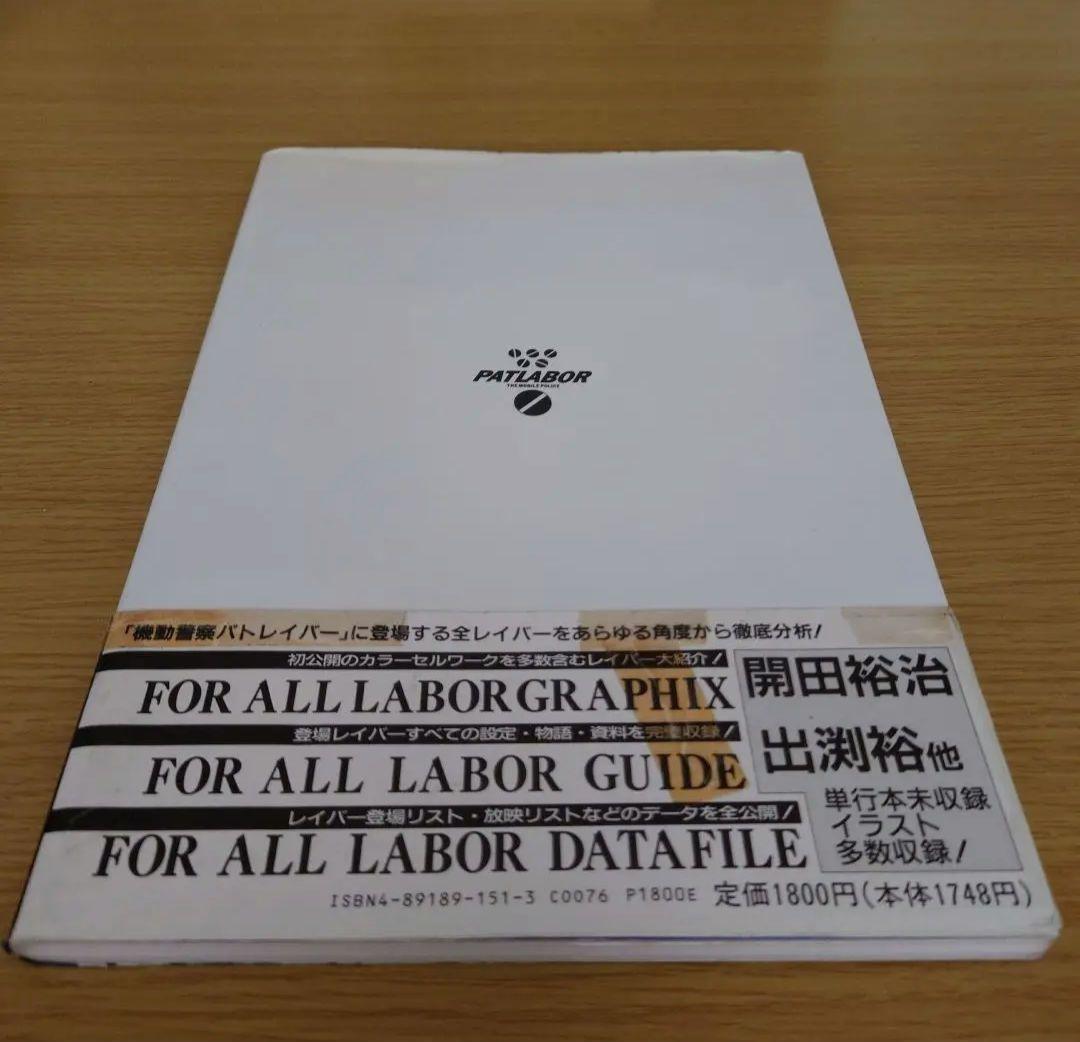 PATLABOR
THE MOBILE POLICE
「機動警察パトレイバー」に登場する全レイバーをあらゆる角度から徹底分析!
初公開のカラーセルワークを多数含むレイバー大紹介!
FOR ALL LABOR GRAPHIX
登場レイバーすべての設定・物語・資料を完璧収録!
FOR ALL LABOR GUIDE
レイバー登場リスト・放映リストなどのデータを全公開!
FOR ALL LABOR DATAFILE
開田裕治
出渕裕他
単行本未収録
イラスト
多数収録!
ISBN4-89189-151-3 C0076 P1800E 定価1800円(本体1748円)